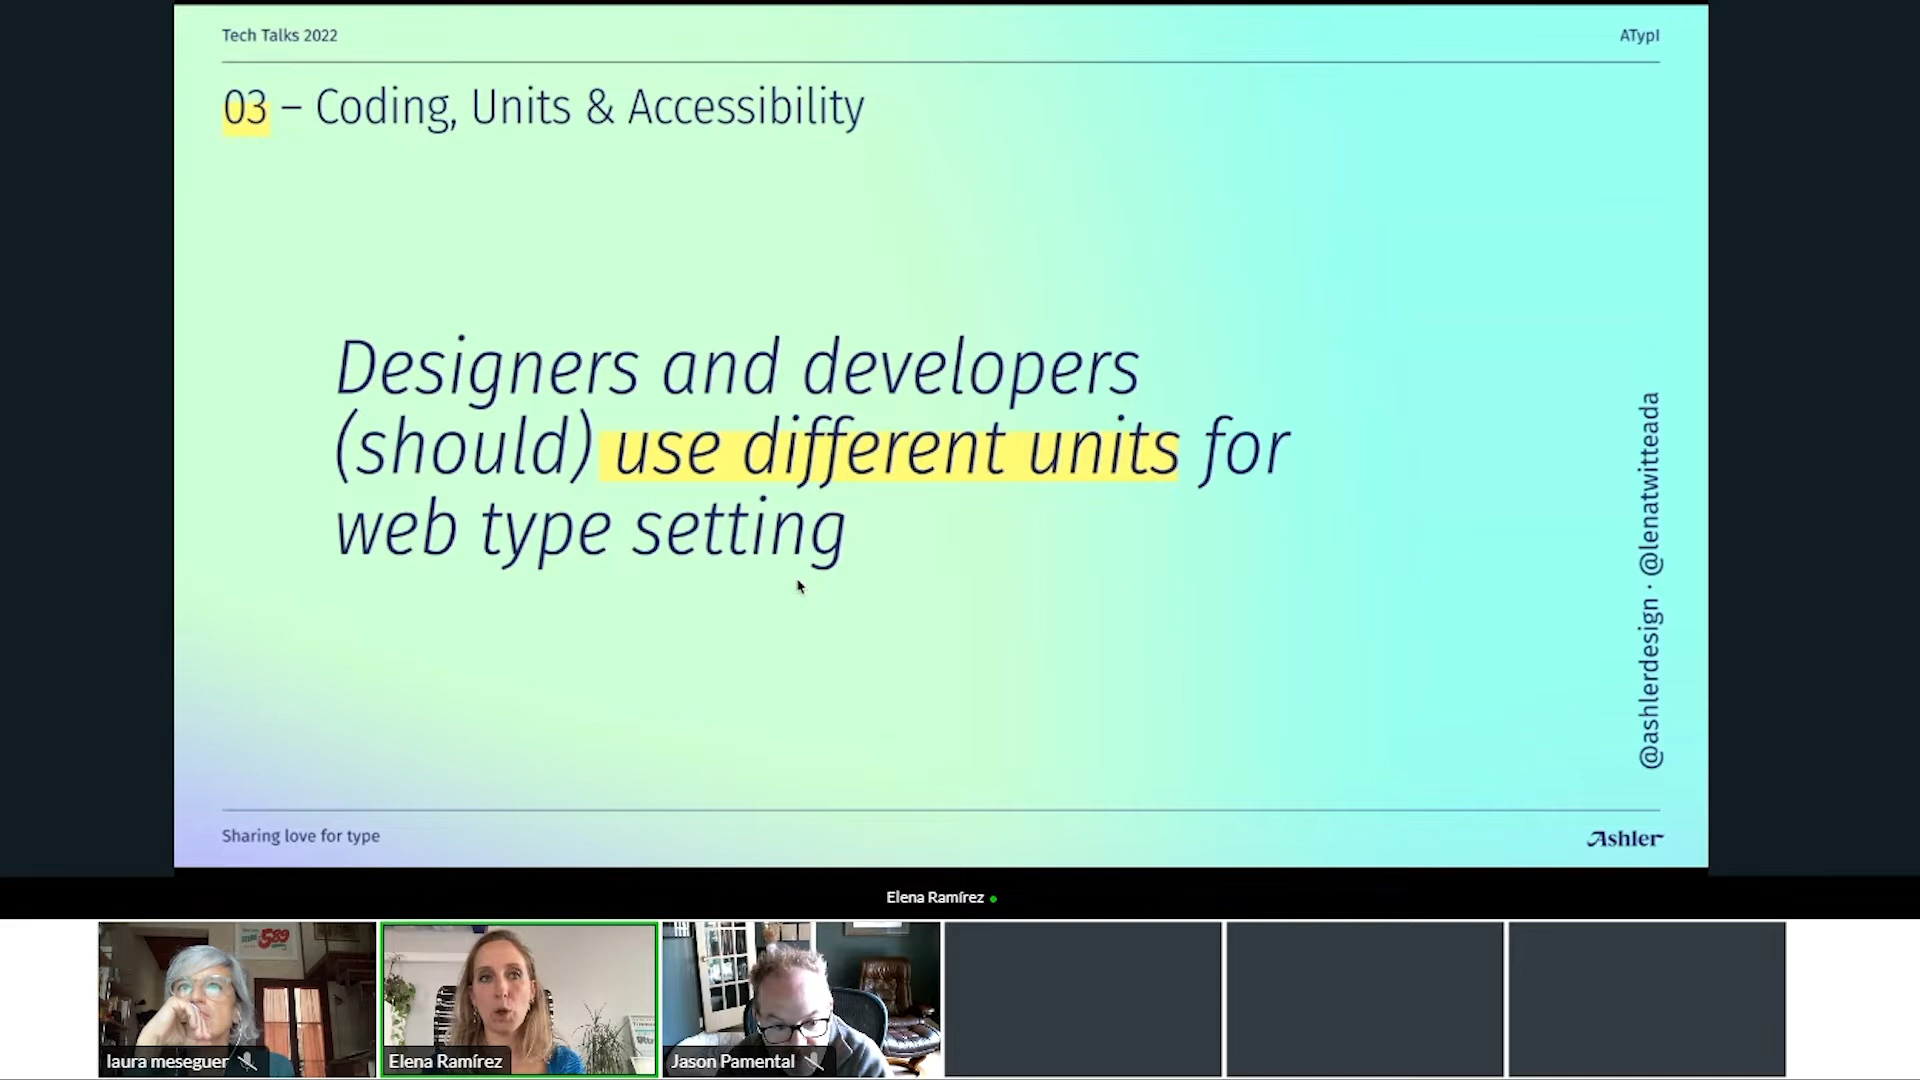 Tech Talks 2022
ATypI
03 – Coding, Units & Accessibility
Designers and developers
(should) use different units for
web type setting
@ashlerdesign · @lenatwitteada
Sharing love for type
Ashler
Elena Ramírez
589
laura meseguer
Elena Ramírez
Jason Pamental